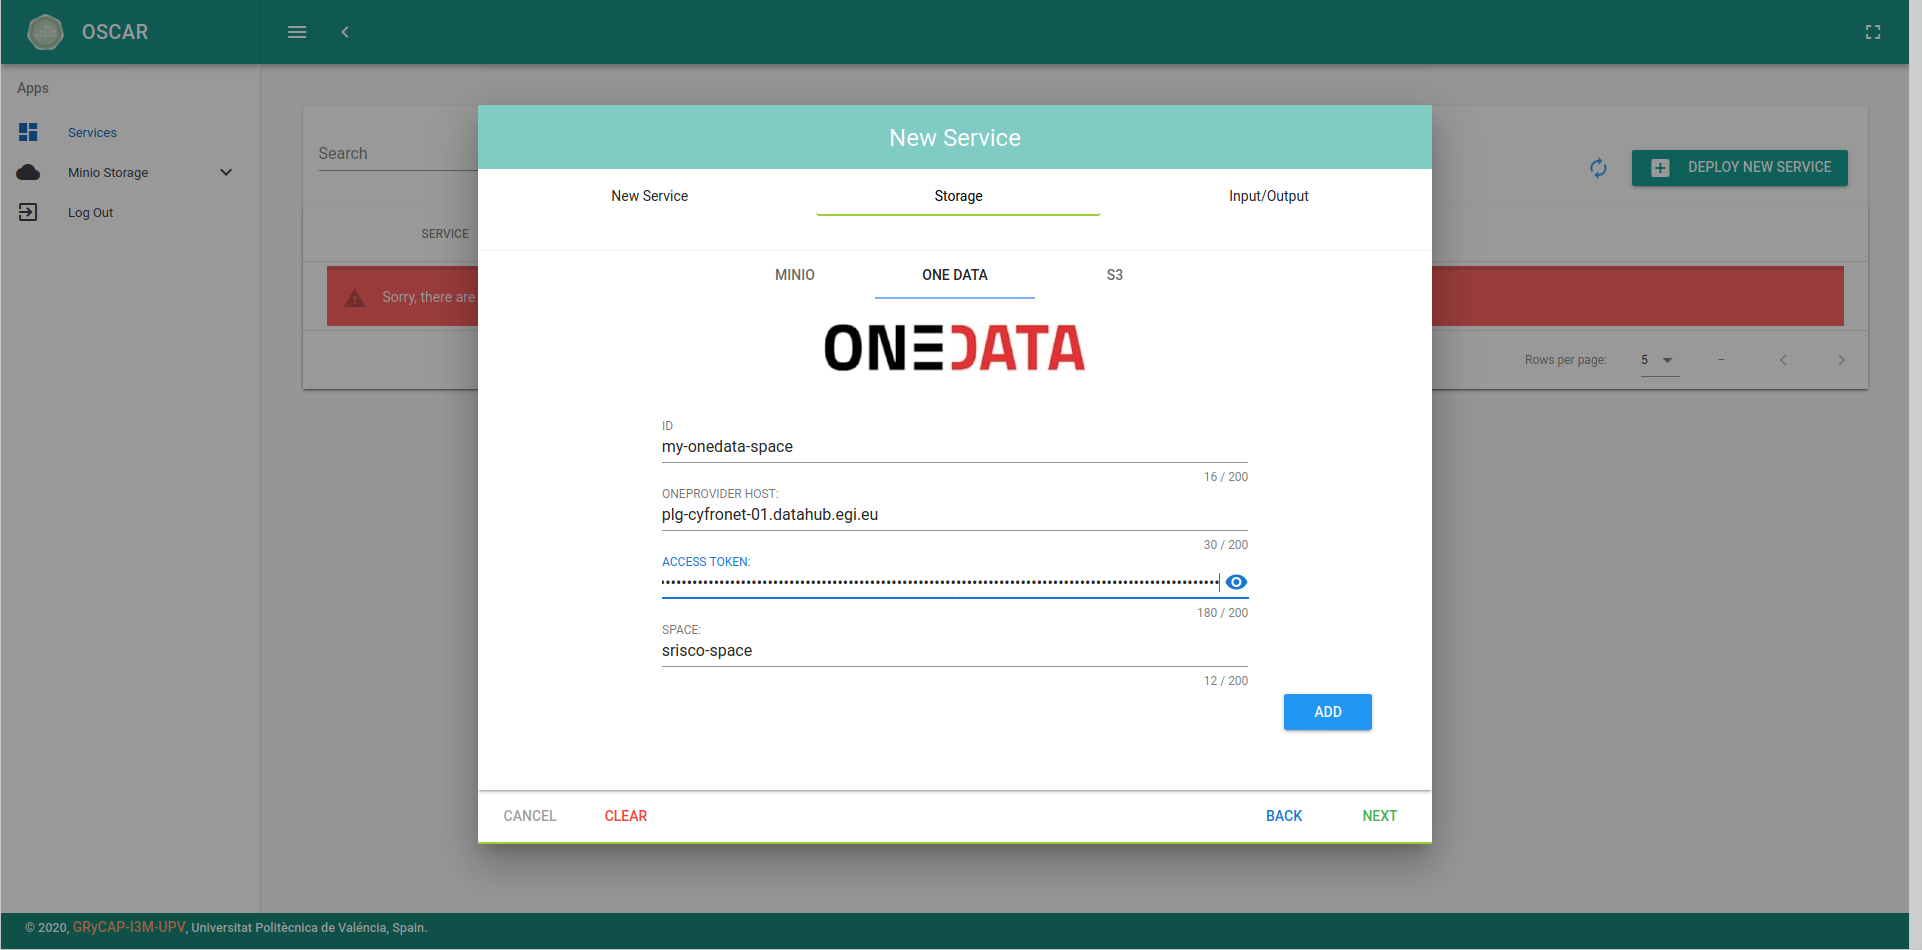 OSCAR
Apps
Services
Minio Storage
Log Out
Search
DEPLOY NEW SERVICE
SERVICE
Sorry, there are
Rows per page:
5
–
New Service
New Service
Storage
Input/Output
MINIO
ONE DATA
S3
ONEDATA
ID
my-onedata-space
16 / 200
ONEPROVIDER HOST:
plg-cyfronet-01.datahub.egi.eu
30 / 200
ACCESS TOKEN:
180 / 200
SPACE:
srisco-space
12 / 200
ADD
CANCEL
CLEAR
BACK
NEXT
© 2020, GRyCAP-I3M-UPV, Universitat Politècnica de Valéncia, Spain.